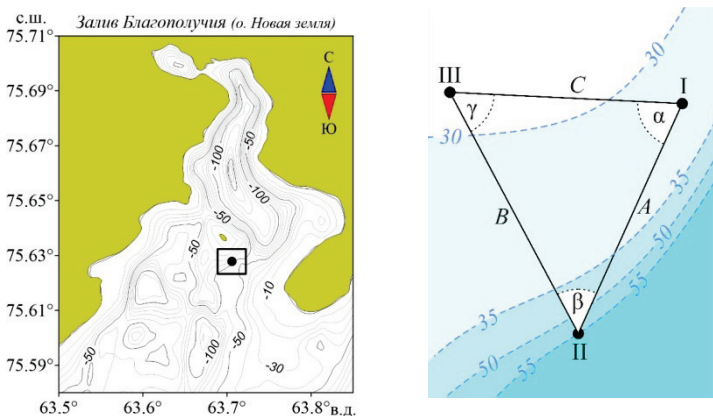 с.ш. Залив Благополучия (о. Новая земля)
75.71°
75.69°
75.67°
75.65°
75.63°
75.61°
75.59°
63.5° 63.6° 63.7° 63.8° в.д.
С
Ю
-50
-100
-100
-50
-50
-10
-50
-100
-50
-30
30
III
C
I
γ
α
30
35
B
A
50
55
β
35
50
55
II